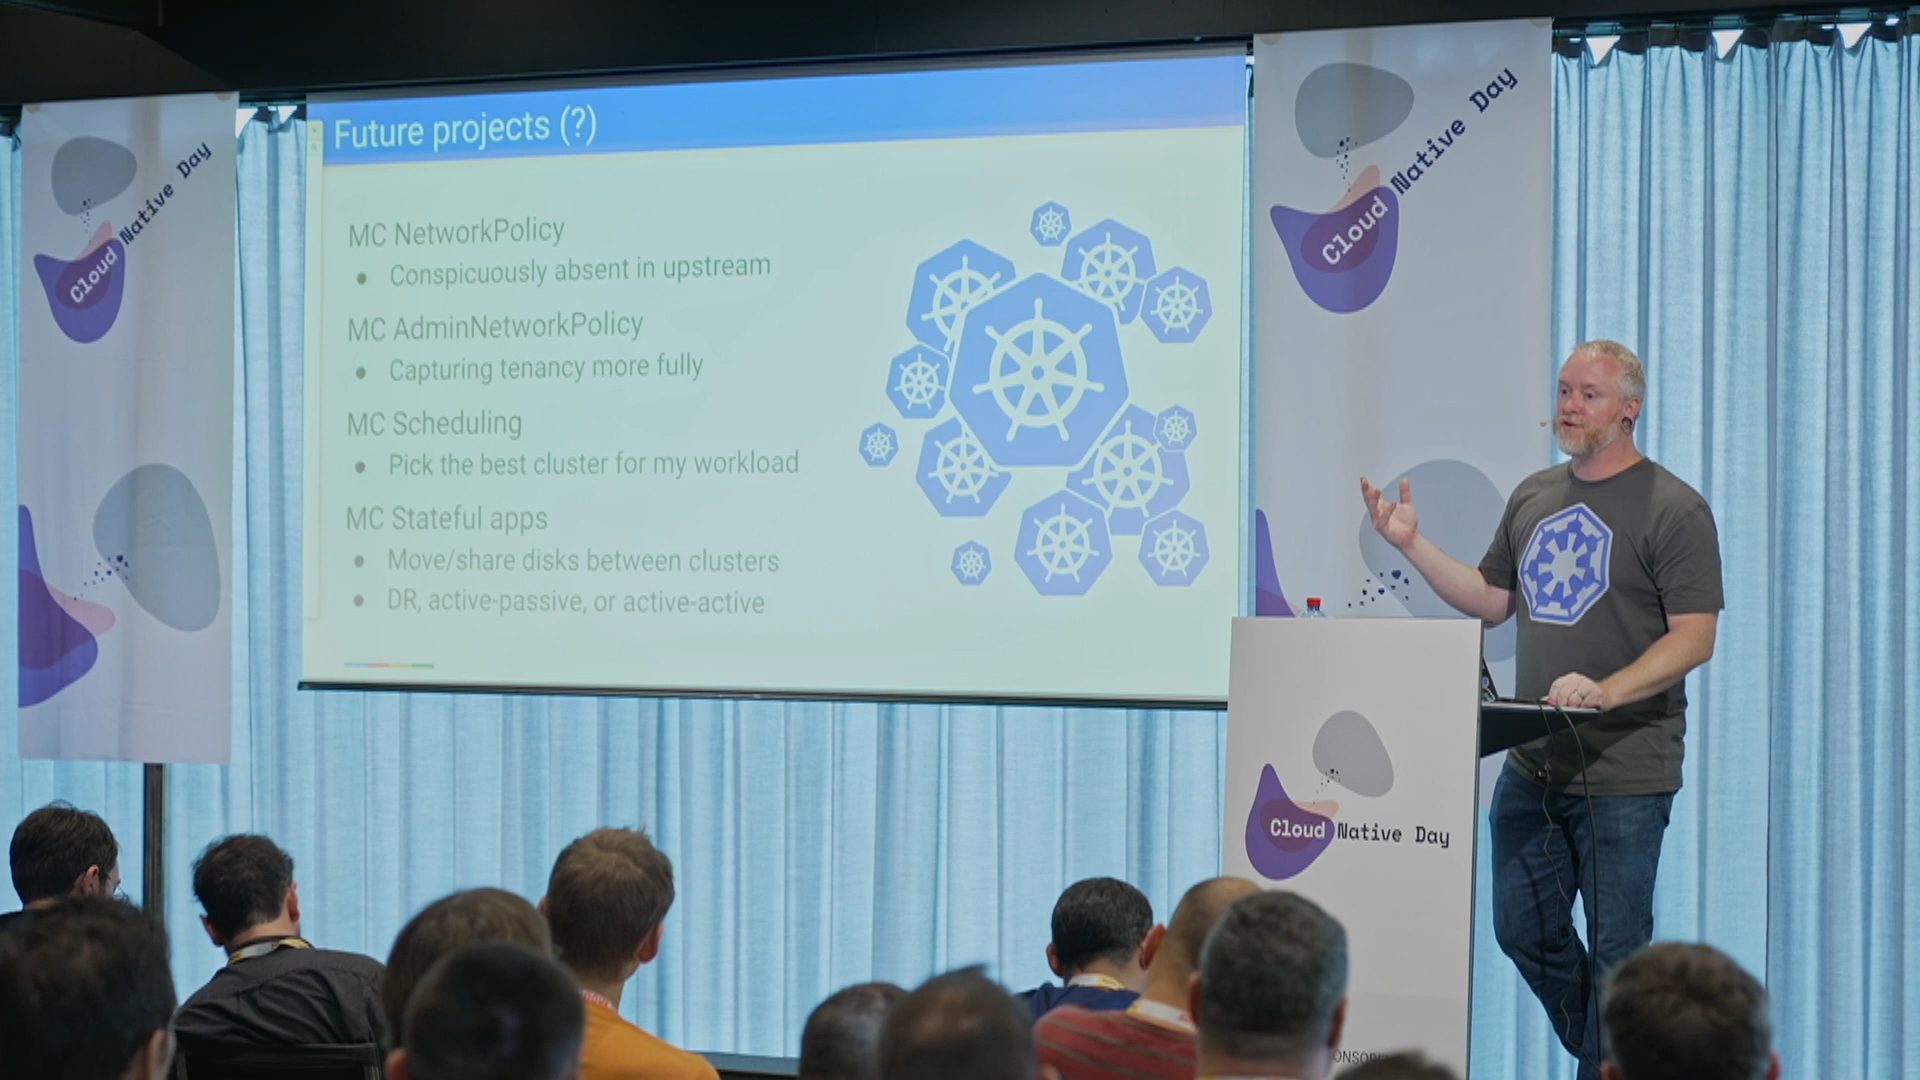 Future projects (?)
MC NetworkPolicy
● Conspicuously absent in upstream
MC AdminNetworkPolicy
● Capturing tenancy more fully
MC Scheduling
● Pick the best cluster for my workload
MC Stateful apps
● Move/share disks between clusters
● DR, active-passive, or active-active
Cloud Native Day
Cloud Native Day
Cloud Native Day